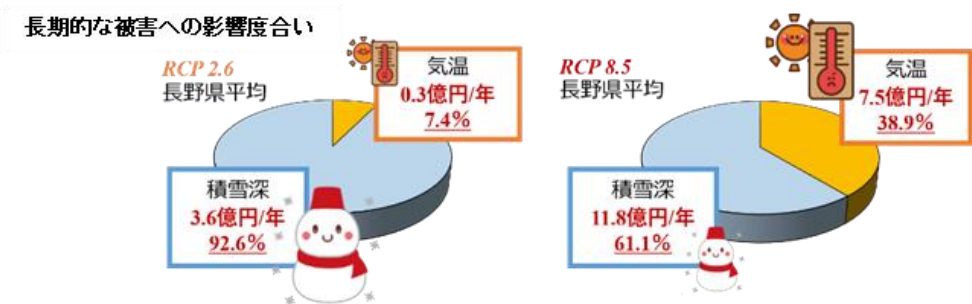 長期的な被害への影響度合い
RCP 2.6
長野県平均
気温
0.3億円/年
7.4%
積雪深
3.6億円/年
92.6%
RCP 8.5
長野県平均
気温
7.5億円/年
38.9%
積雪深
11.8億円/年
61.1%